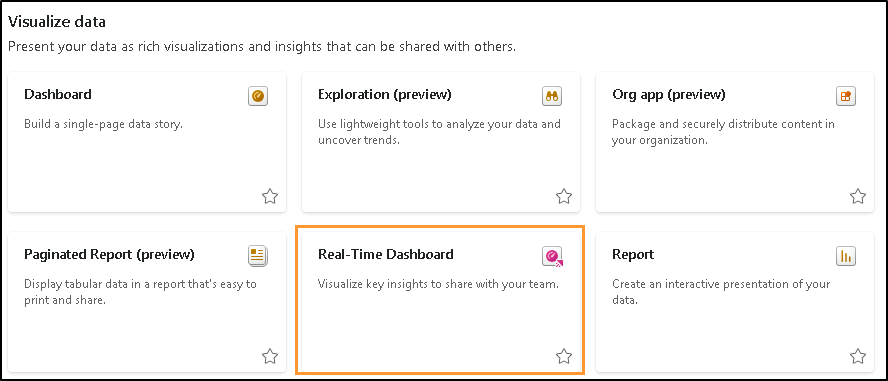 Visualize data
Present your data as rich visualizations and insights that can be shared with others.
Dashboard
Build a single-page data story.
Exploration (preview)
Use lightweight tools to analyze your data and
uncover trends.
Org app (preview)
Package and securely distribute content in
your organization.
Paginated Report (preview)
Display tabular data in a report that's easy to
print and share.
Real-Time Dashboard
Visualize key insights to share with your team.
Report
Create an interactive presentation of your
data.